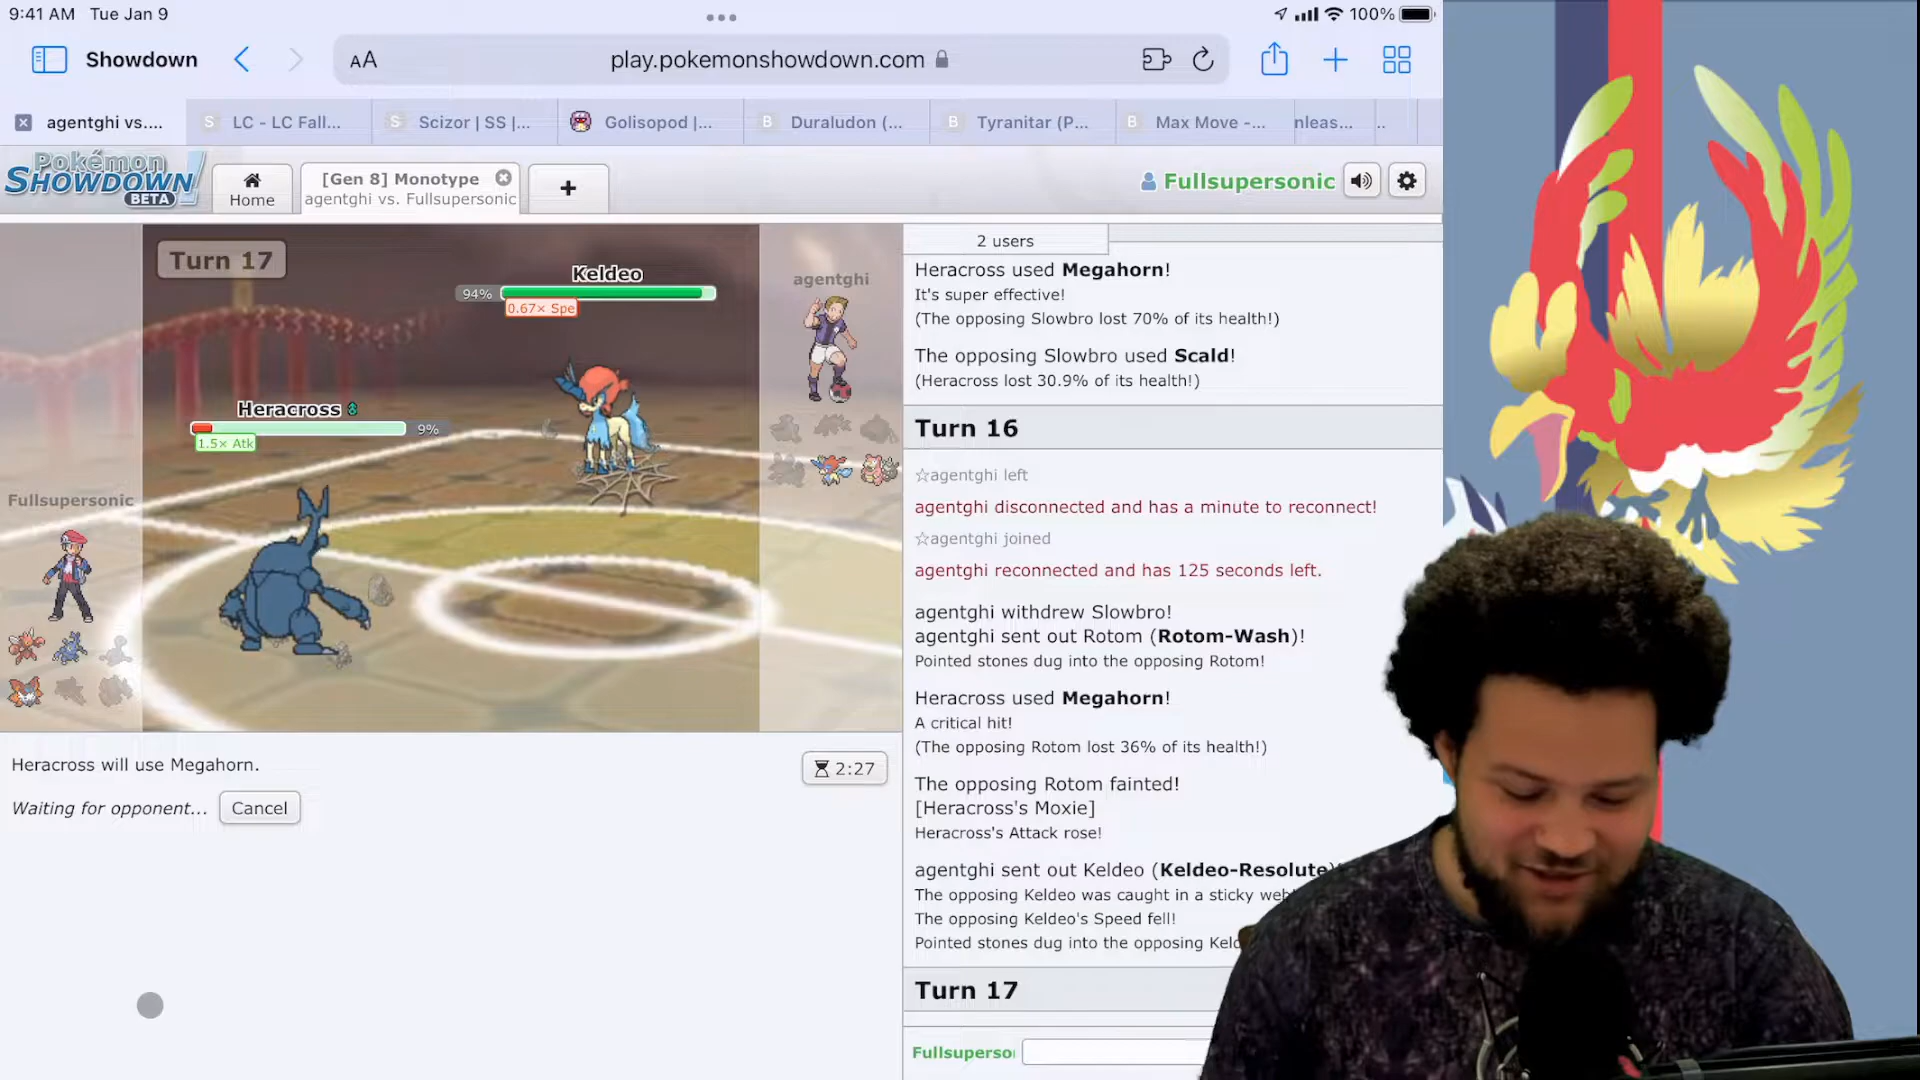 9:41 AM Tue Jan 9
100%
Showdown
AA
play.pokemonshowdown.com
agentghi vs....
S LC - LC Fall...
S Scizor | SS |...
Golisopod |...
B Duraludon (...
B Tyranitar (P...
B Max Move -...
nleas...
..
Pokémon
SHOWDOWN!
BETA
Home
[Gen 8] Monotype
agentghi vs. Fullsupersonic
+
Fullsupersonic
Turn 17
Keldeo
94%
0.67× Spe
agentghi
Heracross
9%
1.5× Atk
Fullsupersonic
2 users
Heracross used Megahorn!
It's super effective!
(The opposing Slowbro lost 70% of its health!)
The opposing Slowbro used Scald!
(Heracross lost 30.9% of its health!)
Turn 16
☆agentghi left
agentghi disconnected and has a minute to reconnect!
☆agentghi joined
agentghi reconnected and has 125 seconds left.
agentghi withdrew Slowbro!
agentghi sent out Rotom (Rotom-Wash)!
Pointed stones dug into the opposing Rotom!
Heracross used Megahorn!
A critical hit!
(The opposing Rotom lost 36% of its health!)
The opposing Rotom fainted!
[Heracross's Moxie]
Heracross's Attack rose!
agentghi sent out Keldeo (Keldeo-Resolute)
The opposing Keldeo was caught in a sticky web
The opposing Keldeo's Speed fell!
Pointed stones dug into the opposing Keld
Turn 17
Fullsuperso
Heracross will use Megahorn.
2:27
Waiting for opponent...
Cancel